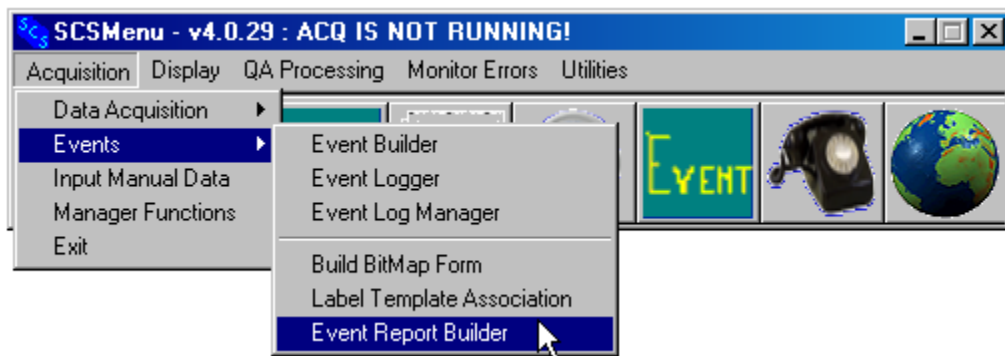 SCS SCSMenu - v4.0.29 : ACQ IS NOT RUNNING!
Acquisition Display QA Processing Monitor Errors Utilities
Data Acquisition
Events
Input Manual Data
Manager Functions
Exit
Event Builder
Event Logger
Event Log Manager
Build BitMap Form
Label Template Association
Event Report Builder
EVENT